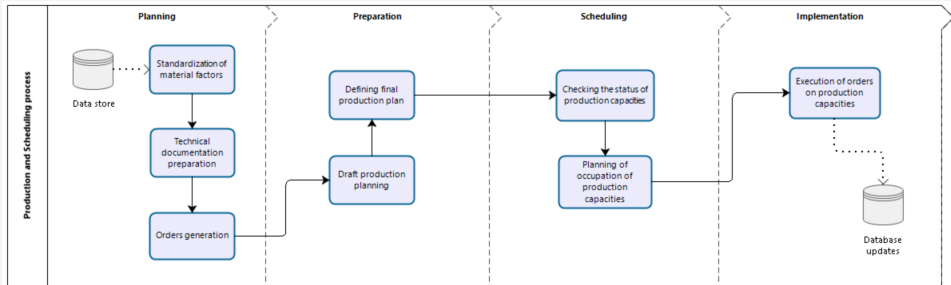 Production and Scheduling process
Planning
Preparation
Scheduling
Implementation
Data store
Standardization of
material factors
Technical
documentation
preparation
Orders generation
Defining final
production plan
Draft production
planning
Checking the status of
production capacities
Planning of
occupation of
production
capacities
Execution of orders
on production
capacities
Database
updates